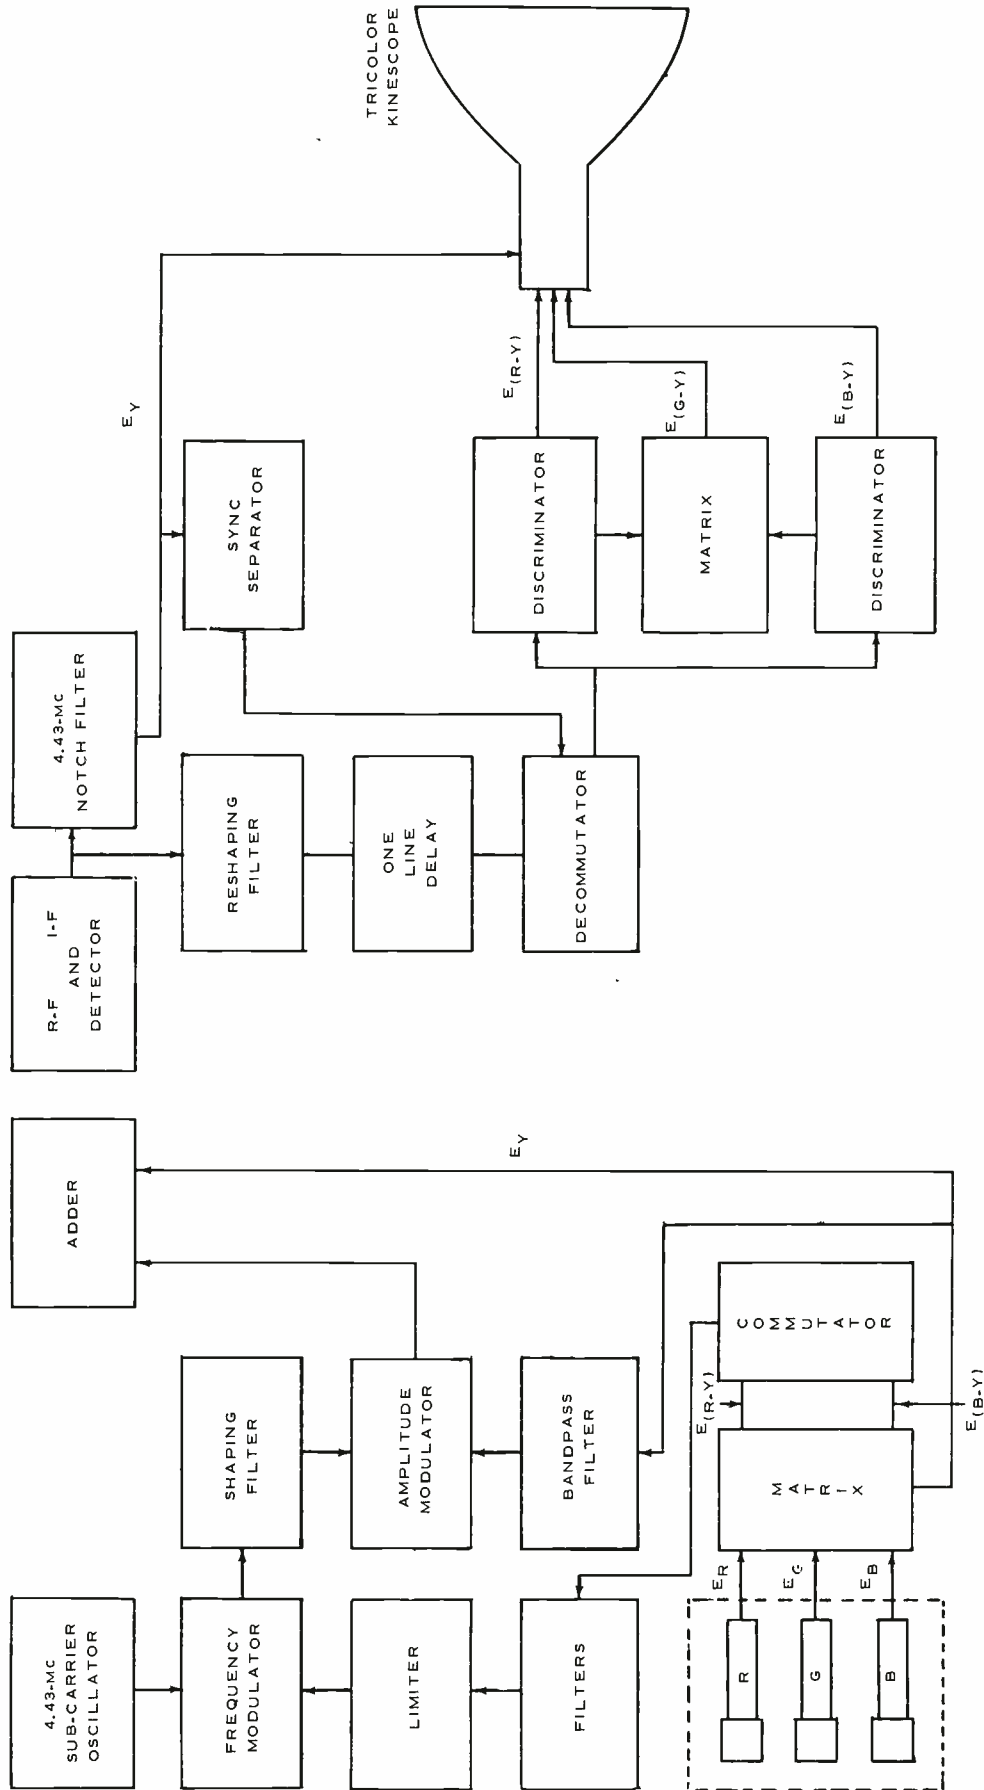 4.43-MC
SUB-CARRIER
OSCILLATOR
FREQUENCY
MODULATOR
LIMITER
FILTERS
R
G
B
E_R
E_G
E_B
SHAPING
FILTER
AMPLITUDE
MODULATOR
BANDPASS
FILTER
MATRIX
E_(R-Y)
E_(B-Y)
COMMUTATOR
ADDER
E_Y
R-F I-F
AND
DETECTOR
4.43-MC
NOTCH FILTER
RESHAPING
FILTER
ONE
LINE
DELAY
DECOMMUTATOR
SYNC
SEPARATOR
E_Y
DISCRIMINATOR
MATRIX
DISCRIMINATOR
E_(R-Y)
E_(G-Y)
E_(B-Y)
TRICOLOR
KINESCOPE